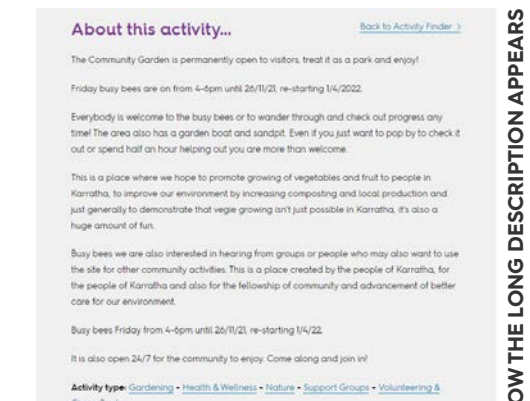 About this activity...
Back to Activity Finder >
The Community Garden is permanently open to visitors, treat it as a park and enjoy!
Friday busy bees are on from 4-6pm until 26/11/21, re-starting 1/4/2022.
Everybody is welcome to the busy bees or to wander through and check out progress any
time! The area also has a garden boat and sandpit. Even if you just want to pop by to check it
out or spend half an hour helping out you are more than welcome.
This is a place where we hope to promote growing of vegetables and fruit to people in
Karratha, to improve our environment by increasing composting and local production and
just generally to demonstrate that vegie growing isn't just possible in Karratha, it's also a
huge amount of fun.
Busy bees we are also interested in hearing from groups or people who may also want to use
the site for other community activities. This is a place created by the people of Karratha, for
the people of Karratha and also for the fellowship of community and advancement of better
care for our environment.
Busy bees Friday from 4-6pm until 26/11/21, re-starting 1/4/22.
It is also open 24/7 for the community to enjoy. Come along and join in!
Activity type: Gardening - Health & Wellness - Nature - Support Groups - Volunteering &
OW THE LONG DESCRIPTION APPEARS